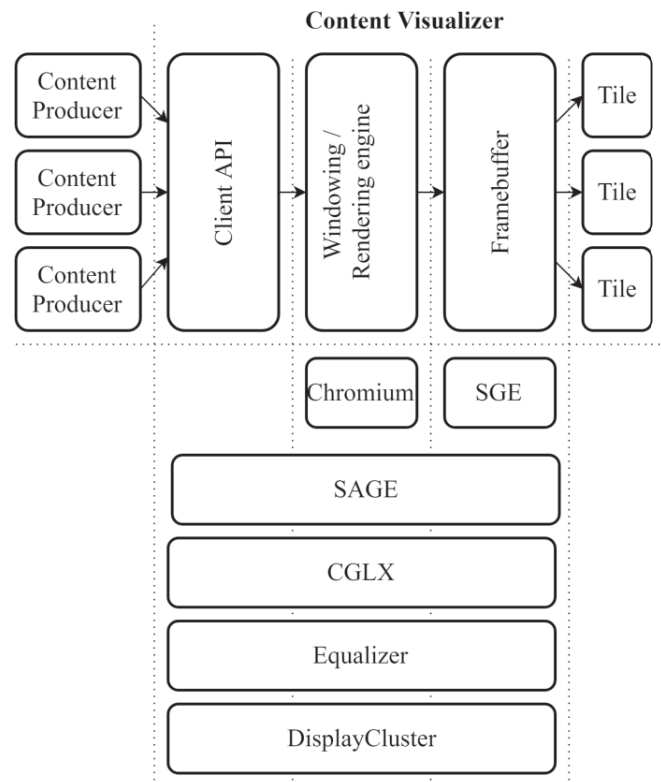 Content Visualizer
Content
Producer
Content
Producer
Content
Producer
Client API
Windowing /
Rendering engine
Framebuffer
Tile
Tile
Tile
Chromium
SGE
SAGE
CGLX
Equalizer
DisplayCluster